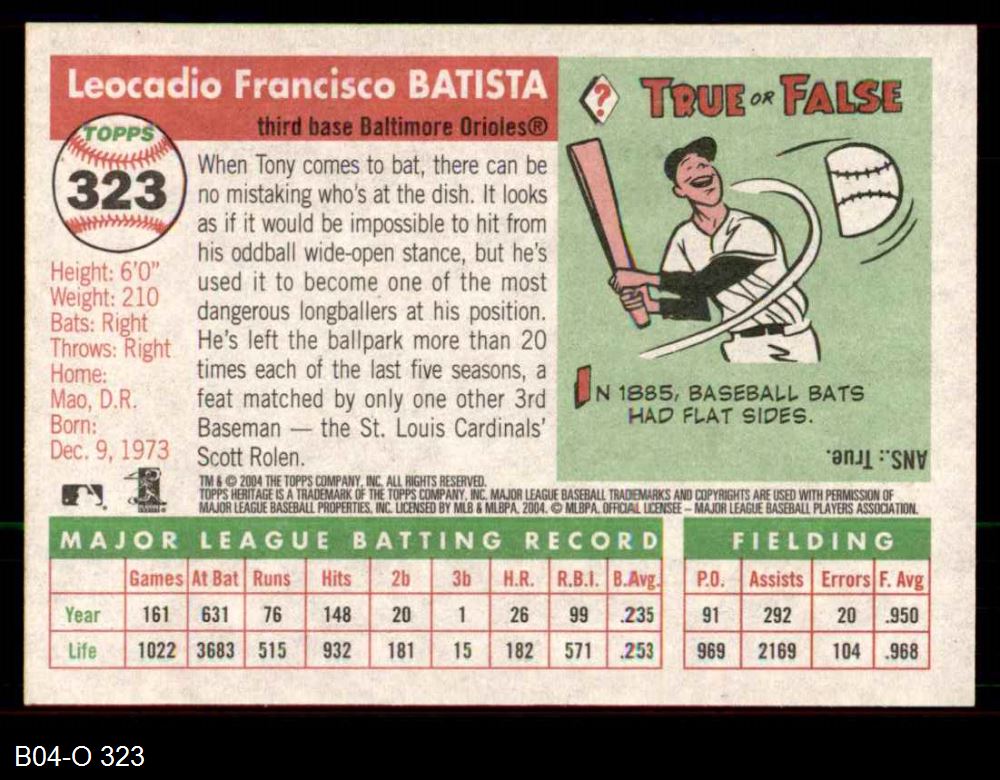 Leocadio Francisco BATISTA
third base Baltimore Orioles®
TOPPS
323
Height: 6'0"
Weight: 210
Bats: Right
Throws: Right
Home:
Mao, D.R.
Born:
Dec. 9, 1973
When Tony comes to bat, there can be
no mistaking who's at the dish. It looks
as if it would be impossible to hit from
his oddball wide-open stance, but he's
used it to become one of the most
dangerous longballers at his position.
He's left the ballpark more than 20
times each of the last five seasons, a
feat matched by only one other 3rd
Baseman — the St. Louis Cardinals'
Scott Rolen.
?
TRUE OR FALSE
IN 1885, BASEBALL BATS
HAD FLAT SIDES.
ANS.: True.
TM & © 2004 THE TOPPS COMPANY, INC. ALL RIGHTS RESERVED.
TOPPS HERITAGE IS A TRADEMARK OF THE TOPPS COMPANY, INC. MAJOR LEAGUE BASEBALL TRADEMARKS AND COPYRIGHTS ARE USED WITH PERMISSION OF
MAJOR LEAGUE BASEBALL PROPERTIES, INC. LICENSED BY MLB & MLBPA, 2004. © MLBPA. OFFICIAL LICENSEE – MAJOR LEAGUE BASEBALL PLAYERS ASSOCIATION.
MAJOR LEAGUE BATTING RECORD FIELDING
Games At Bat Runs Hits 2b 3b H.R. R.B.I. B.Avg. P.O. Assists Errors F. Avg
Year 161 631 76 148 20 1 26 99 .235 91 292 20 .950
Life 1022 3683 515 932 181 15 182 571 .253 969 2169 104 .968
B04-O 323